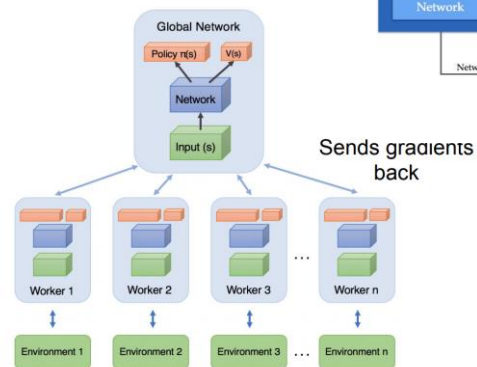 Network
Netw
Global Network
Policy π(s)
V(s)
Network
Input (s)
Sends gradients
back
Worker 1
Worker 2
Worker 3
...
Worker n
Environment 1
Environment 2
Environment 3
...
Environment n